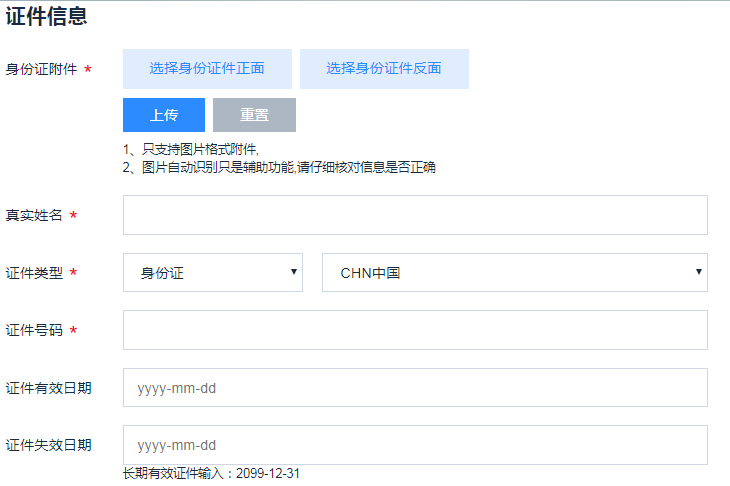 证件信息
身份证附件 * 选择身份证件正面 选择身份证件反面
上传 重置
1、只支持图片格式附件,
2、图片自动识别只是辅助功能,请仔细核对信息是否正确
真实姓名 *
证件类型 * 身份证 CHN中国
证件号码 *
证件有效日期 yyyy-mm-dd
证件失效日期 yyyy-mm-dd
长期有效证件输入：2099-12-31